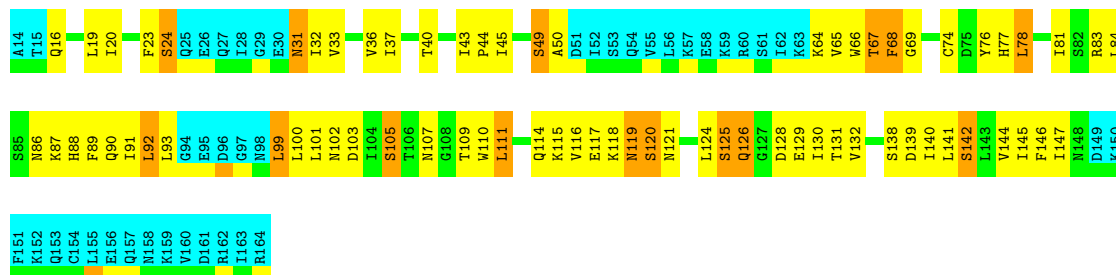 A14 T15 Q16 L19 I20 F23 S24 Q25 E26 Q27 I28 G29 E30 N31 I32 V33 V36 I37 T40 I43 P44 I45 S49 A50 D51 I52 S53 Q54 V55 L56 K57 E58 K59 R60 S61 I62 K63 K64 V65 W66 T67 F68 G69 C74 D75 Y76 H77 L78 I81 S82 R83 L84
S85 N86 K87 H88 F89 Q90 I91 L92 L93 G94 E95 D96 G97 N98 L99 L100 L101 N102 D103 I104 S105 T106 N107 G108 T109 W110 L111 Q114 K115 V116 E117 K118 N119 S120 N121 L124 S125 Q126 G127 D128 E129 I130 T131 V132 S138 D139 I140 L141 S142 L143 V144 I145 F146 I147 N148 D149 K150
F151 K152 Q153 C154 L155 E156 Q157 N158 K159 V160 D161 R162 I163 R164